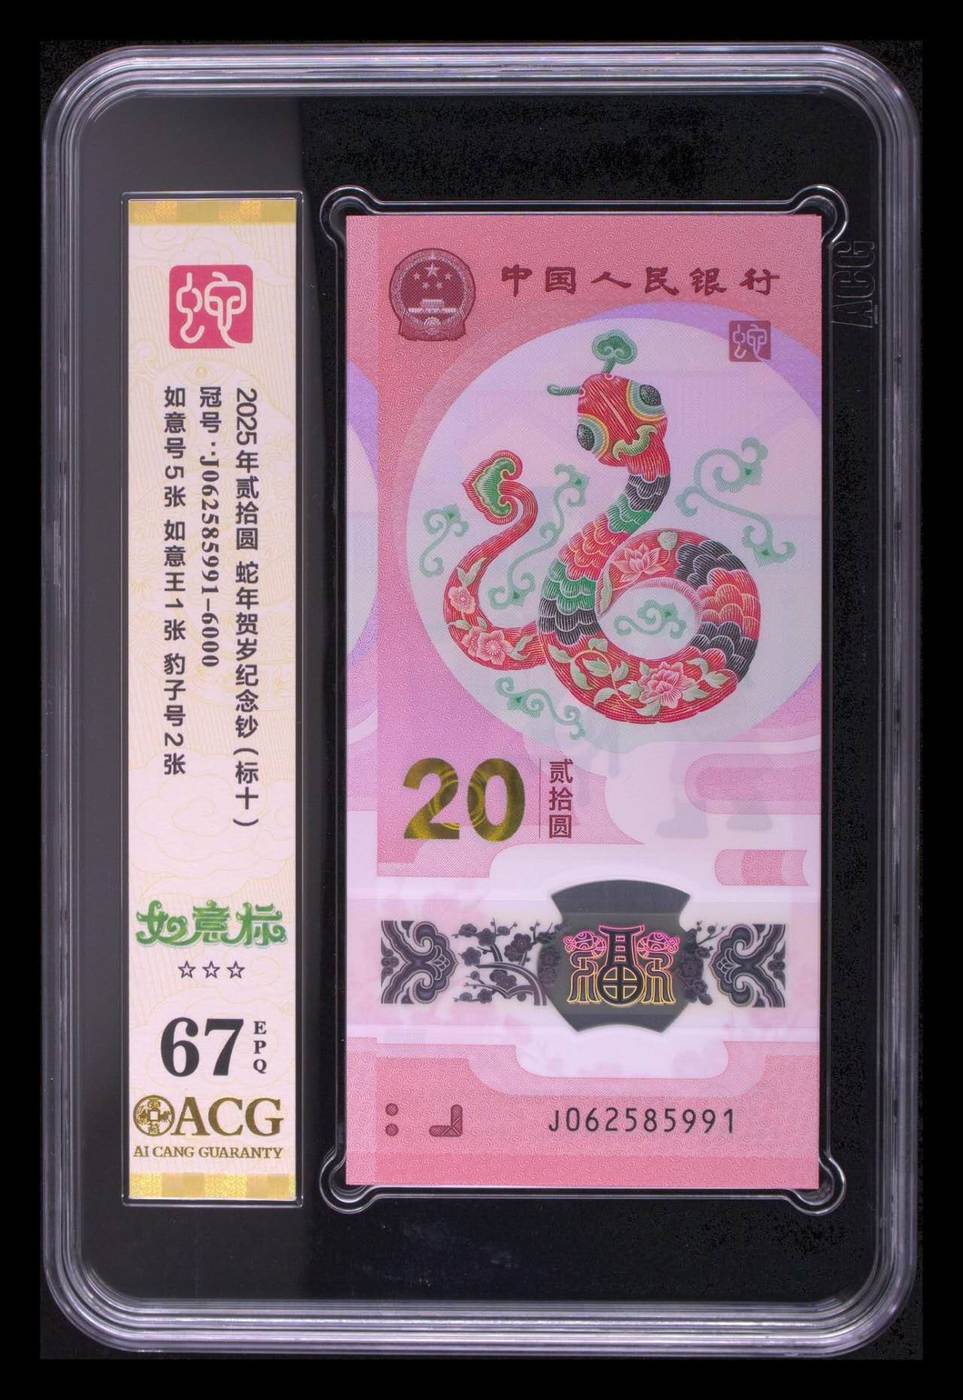 蛇
2025年贰拾圆 蛇年贺岁纪念钞（标十）
冠号·J062585991-6000
如意号5张 如意王1张 豹子号2张
如意标
☆☆☆
67 EPQ
ACG
AI CANG GUARANTY
中国人民银行
蛇
20 贰拾圆
福
J062585991
ACG